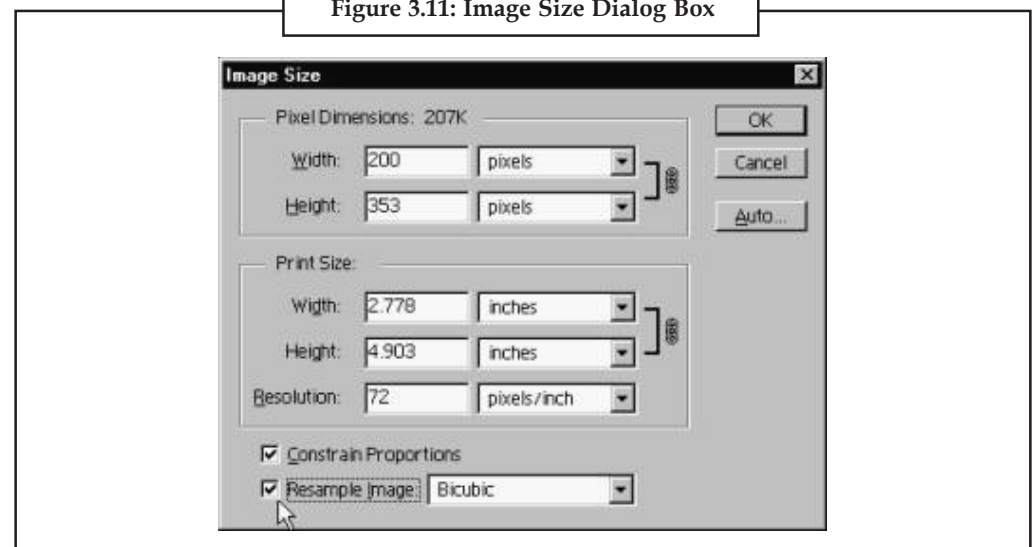 Figure 3.11: Image Size Dialog Box
Image Size
Pixel Dimensions: 207K
OK
Width: 200 pixels
Cancel
Height: 353 pixels
Auto...
Print Size:
Width: 2.778 inches
Height: 4.903 inches
Resolution: 72 pixels/inch
Constrain Proportions
Resample Image: Bicubic